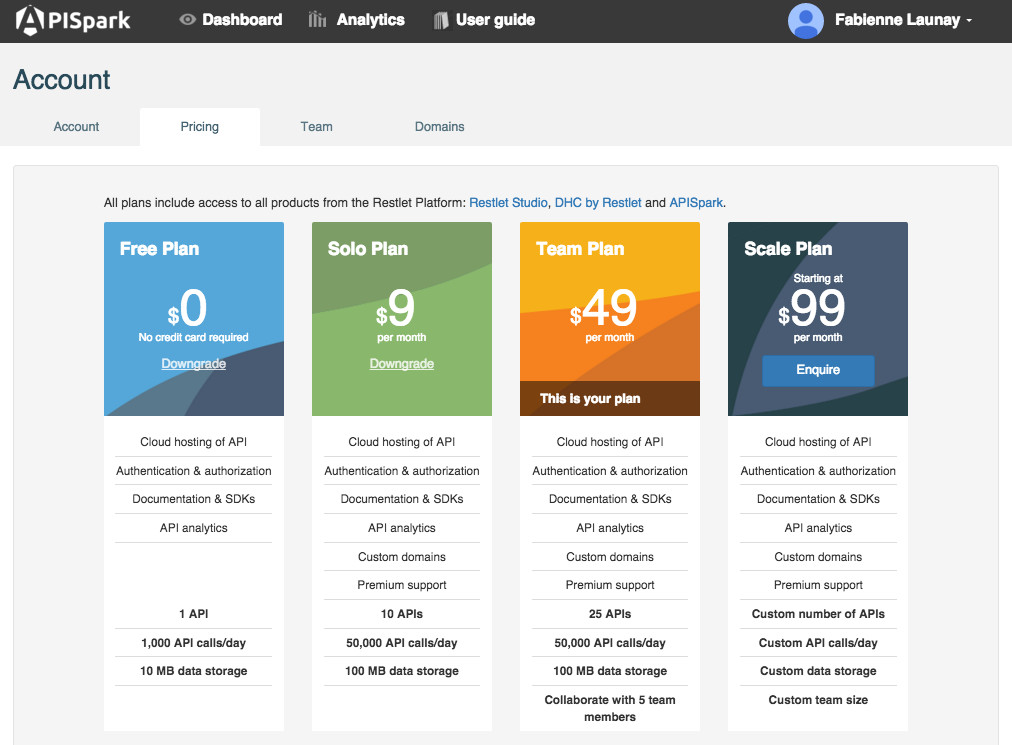 APISpark Dashboard Analytics User guide Fabienne Launay
Account
Account Pricing Team Domains
All plans include access to all products from the Restlet Platform: Restlet Studio, DHC by Restlet and APISpark.
Free Plan
$0
No credit card required
Downgrade
Cloud hosting of API
Authentication & authorization
Documentation & SDKs
API analytics
1 API
1,000 API calls/day
10 MB data storage
Solo Plan
$9
per month
Downgrade
Cloud hosting of API
Authentication & authorization
Documentation & SDKs
API analytics
Custom domains
Premium support
10 APIs
50,000 API calls/day
100 MB data storage
Team Plan
$49
per month
This is your plan
Cloud hosting of API
Authentication & authorization
Documentation & SDKs
API analytics
Custom domains
Premium support
25 APIs
50,000 API calls/day
100 MB data storage
Collaborate with 5 team
members
Scale Plan
Starting at
$99
per month
Enquire
Cloud hosting of API
Authentication & authorization
Documentation & SDKs
API analytics
Custom domains
Premium support
Custom number of APIs
Custom API calls/day
Custom data storage
Custom team size